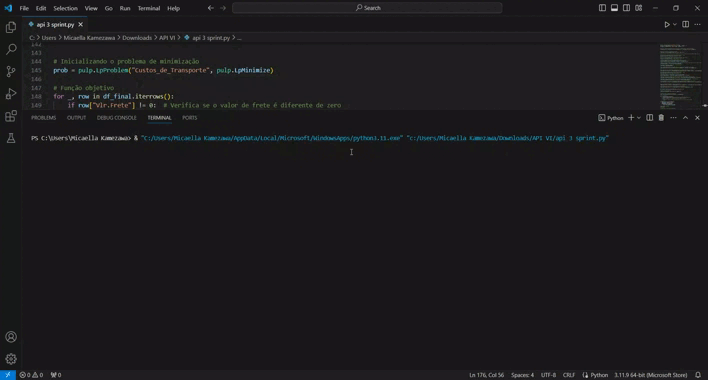 File Edit Selection View Go Run Terminal Help
Search
api 3 sprint.py
C: > Users > Micaella Kamezawa > Downloads > API VI > api 3 sprint.py > ...
142
143 # Inicializando o problema de minimização
144 prob = pulp.LpProblem("Custos_de_Transporte", pulp.LpMinimize)
145
147 # Função objetivo
148 for _, row in df_final.iterrows():
149 if row["Vlr.Frete"] != 0: # Verifica se o valor do frete é diferente de zero
PROBLEMS OUTPUT DEBUG CONSOLE TERMINAL PORTS
Python
PS C:\Users\Micaella Kamezawa> & "C:/Users/Micaella Kamezawa/AppData/Local/Microsoft/WindowsApps/python3.11.exe" "c:/Users/Micaella Kamezawa/Downloads/API VI/api 3 sprint.py"
0 0 0 Ln 176, Col 56 Spaces: 4 UTF-8 CRLF Python 3.11.9 64-bit (Microsoft Store)